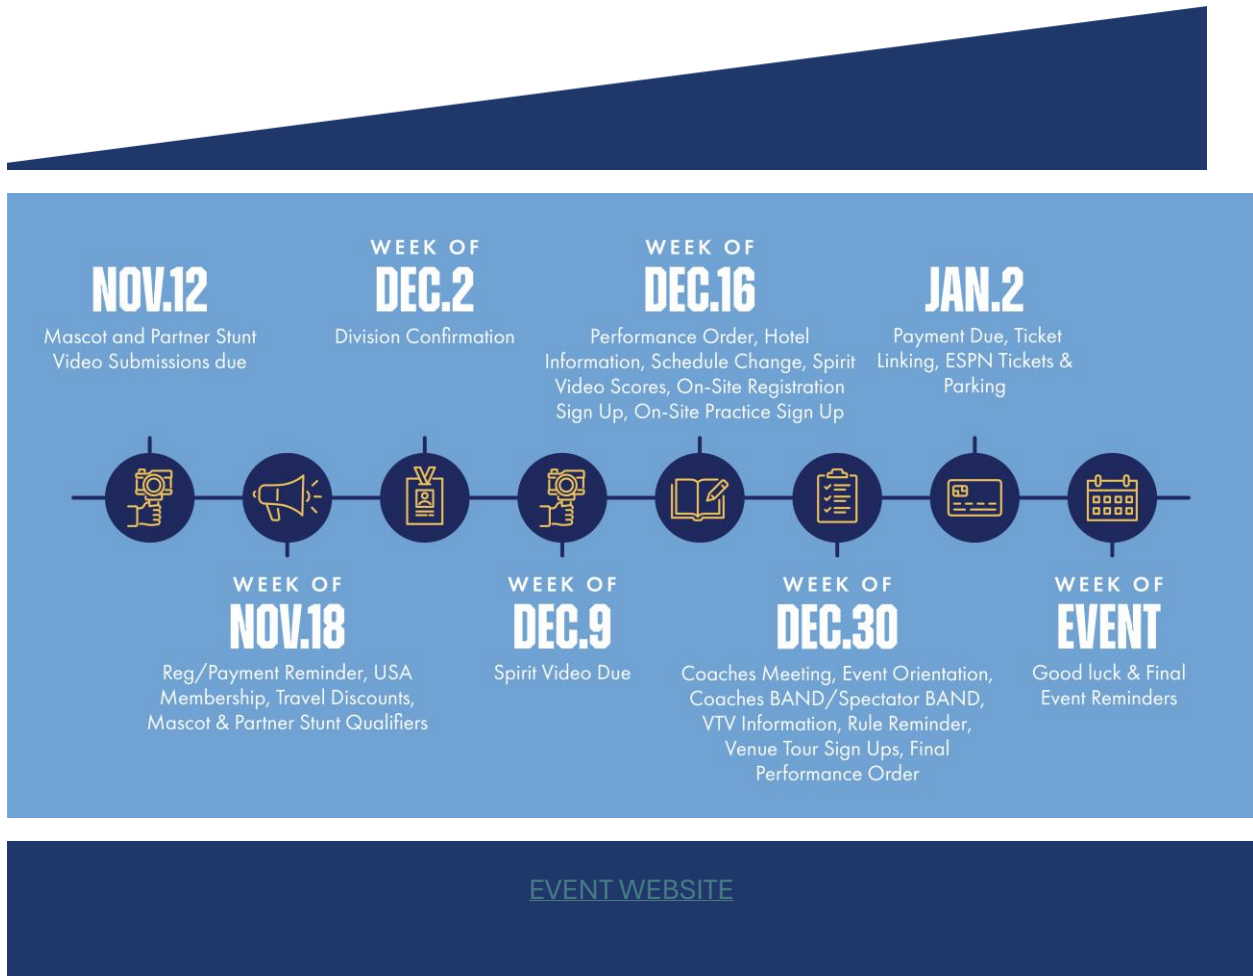 NOV.12
Mascot and Partner Stunt
Video Submissions due
WEEK OF
DEC.2
Division Confirmation
WEEK OF
DEC.16
Performance Order, Hotel
Information, Schedule Change, Spirit
Video Scores, On-Site Registration
Sign Up, On-Site Practice Sign Up
JAN.2
Payment Due, Ticket
Linking, ESPN Tickets &
Parking
WEEK OF
NOV.18
Reg/Payment Reminder, USA
Membership, Travel Discounts,
Mascot & Partner Stunt Qualifiers
WEEK OF
DEC.9
Spirit Video Due
WEEK OF
DEC.30
Coaches Meeting, Event Orientation,
Coaches BAND/Spectator BAND,
VTV Information, Rule Reminder,
Venue Tour Sign Ups, Final
Performance Order
WEEK OF
EVENT
Good luck & Final
Event Reminders
EVENT WEBSITE